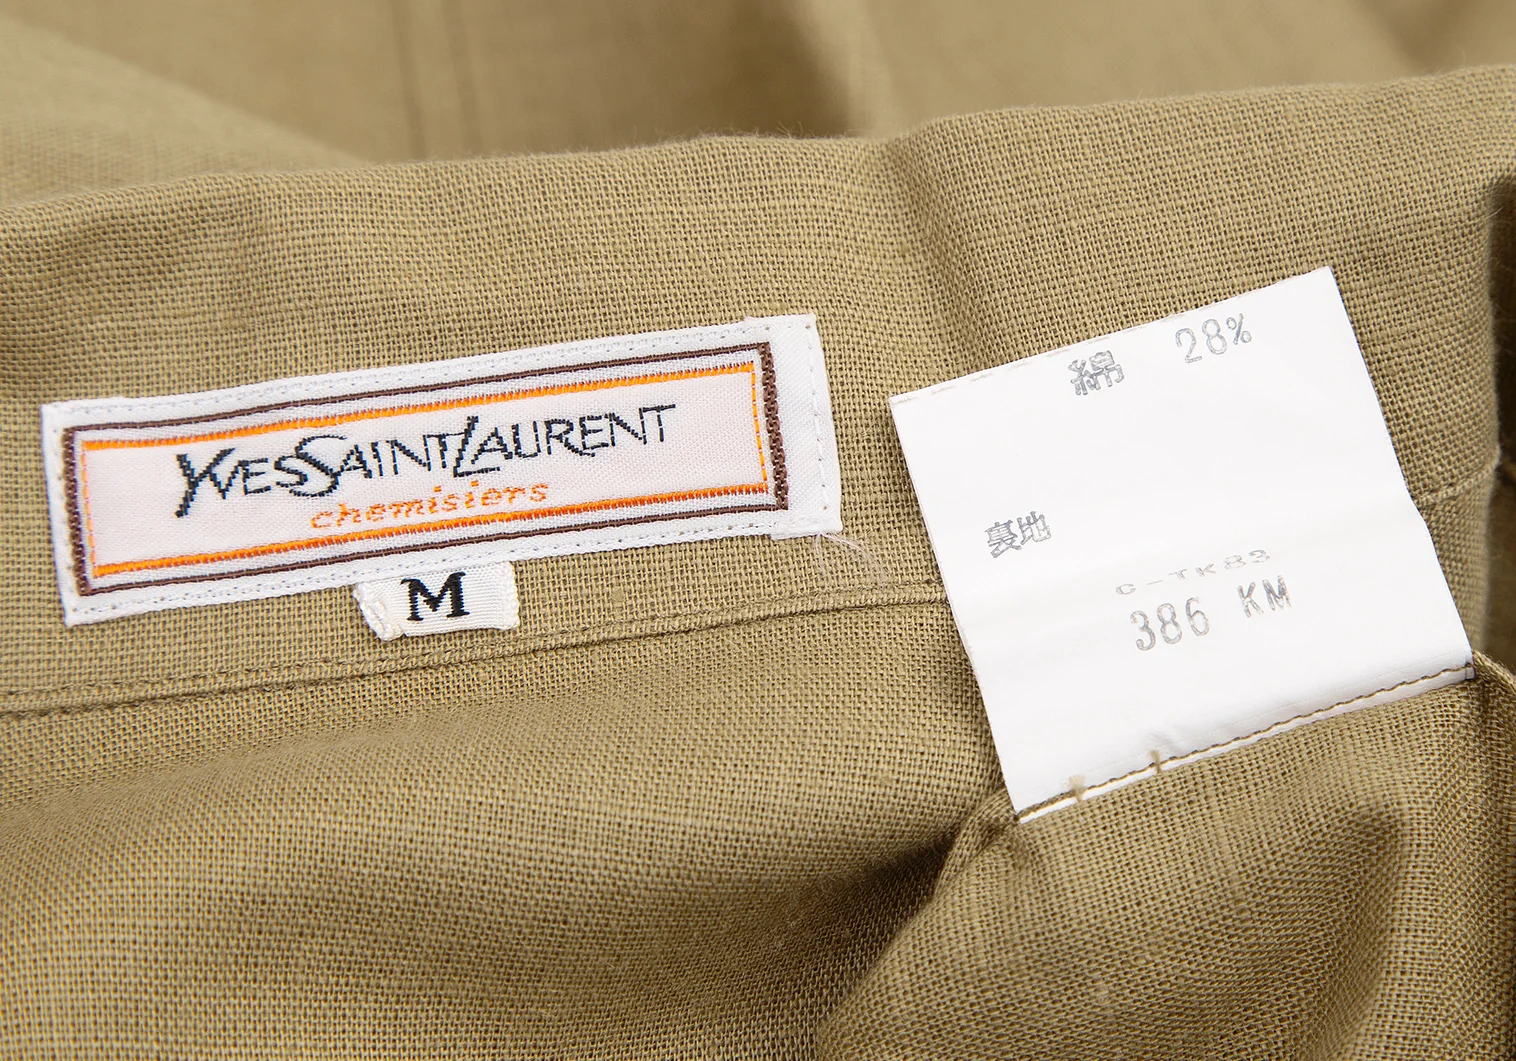 YVESSAINTLAURENT
chemisiers
M
綿 28%
裏地
C-TK83
386 KM